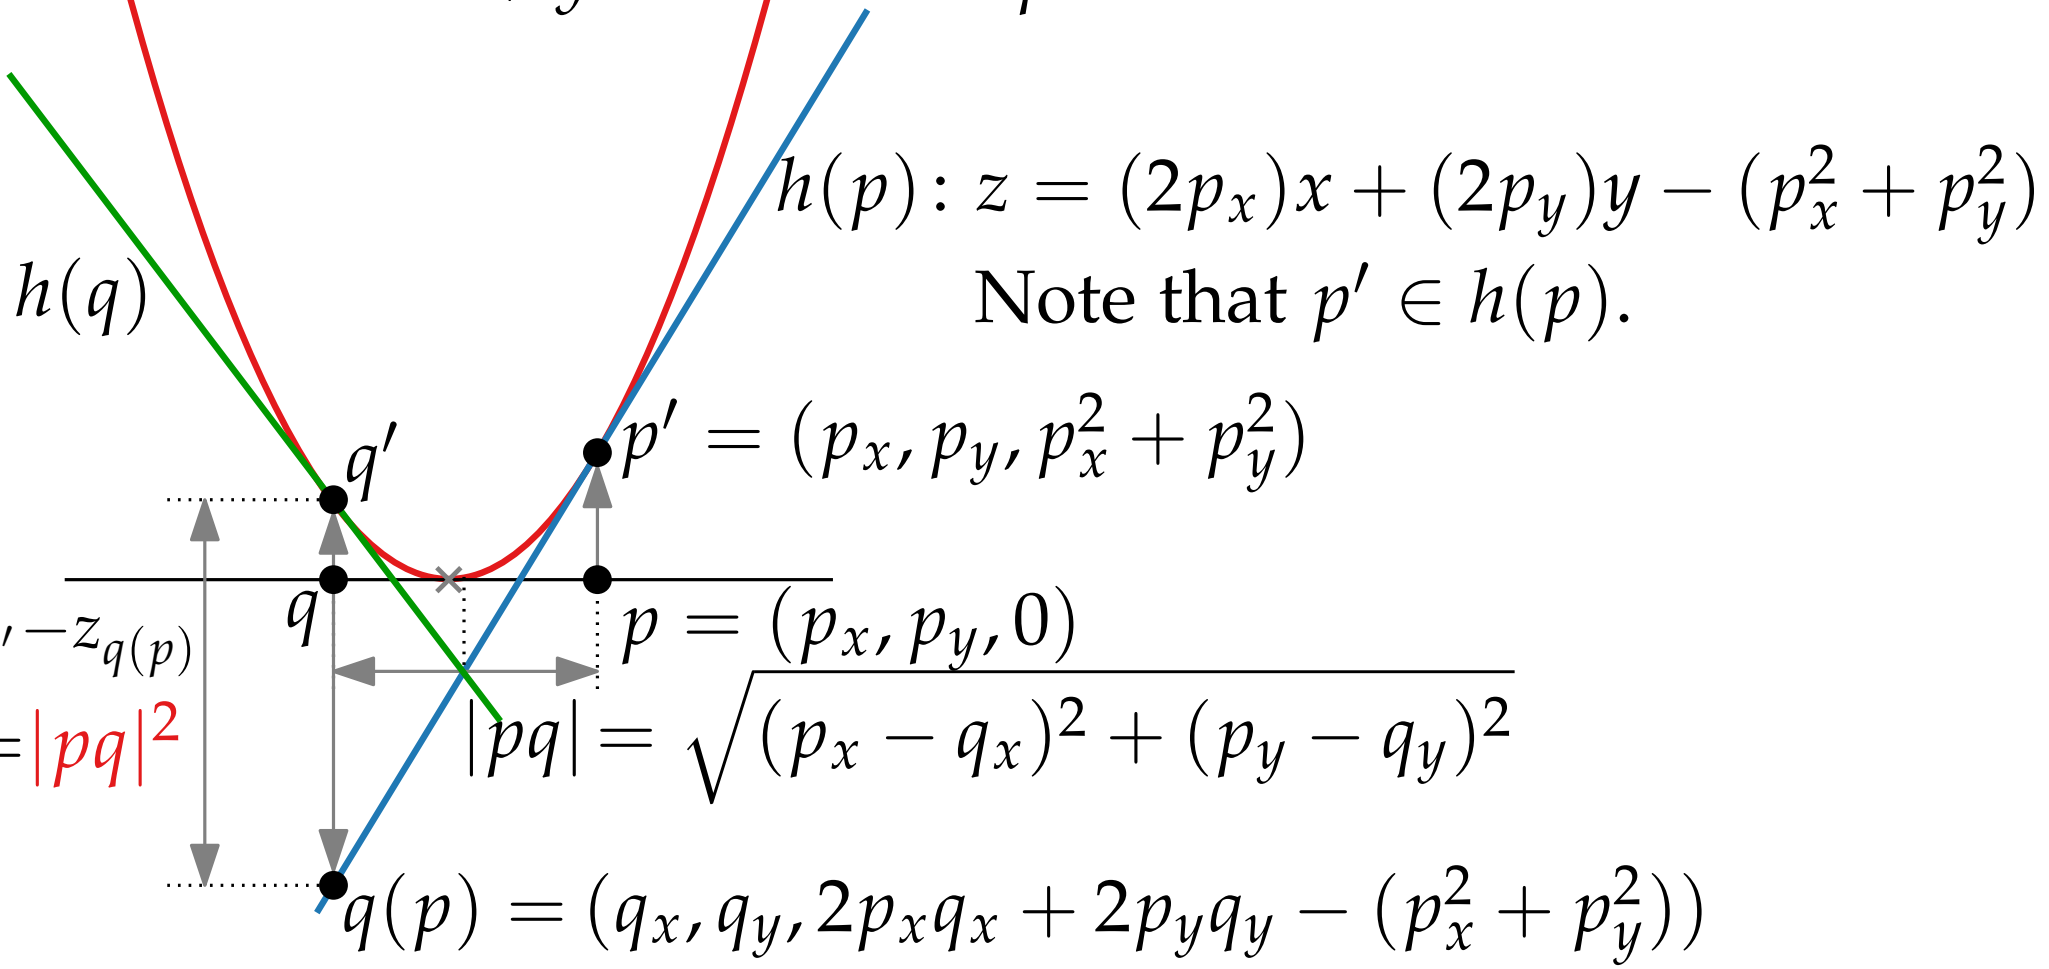 h(p): z = (2p_x)x + (2p_y)y − (p_x^2 + p_y^2)
h(q)
Note that p′ ∈ h(p).
q′
p′ = (p_x, p_y, p_x^2 + p_y^2)
q
p = (p_x, p_y, 0)
′−z_{q(p)}
=|pq|^2
|pq| = √((p_x − q_x)^2 + (p_y − q_y)^2)
q(p) = (q_x, q_y, 2p_xq_x + 2p_yq_y − (p_x^2 + p_y^2))